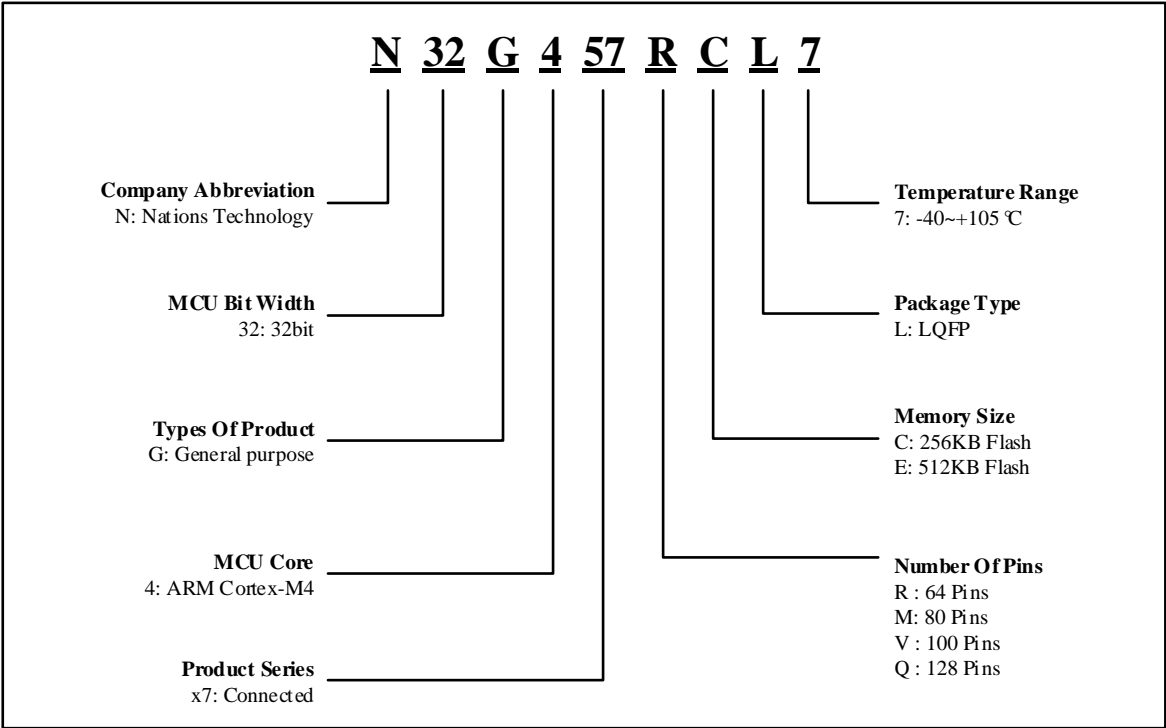 N 32 G 4 57 R C L 7
Company Abbreviation
N: Nations Technology
MCU Bit Width
32: 32bit
Types Of Product
G: General purpose
MCU Core
4: ARM Cortex-M4
Product Series
x7: Connected
Temperature Range
7: -40~+105℃
Package Type
L: LQFP
Memory Size
C: 256KB Flash
E: 512KB Flash
Number Of Pins
R : 64 Pins
M: 80 Pins
V : 100 Pins
Q : 128 Pins